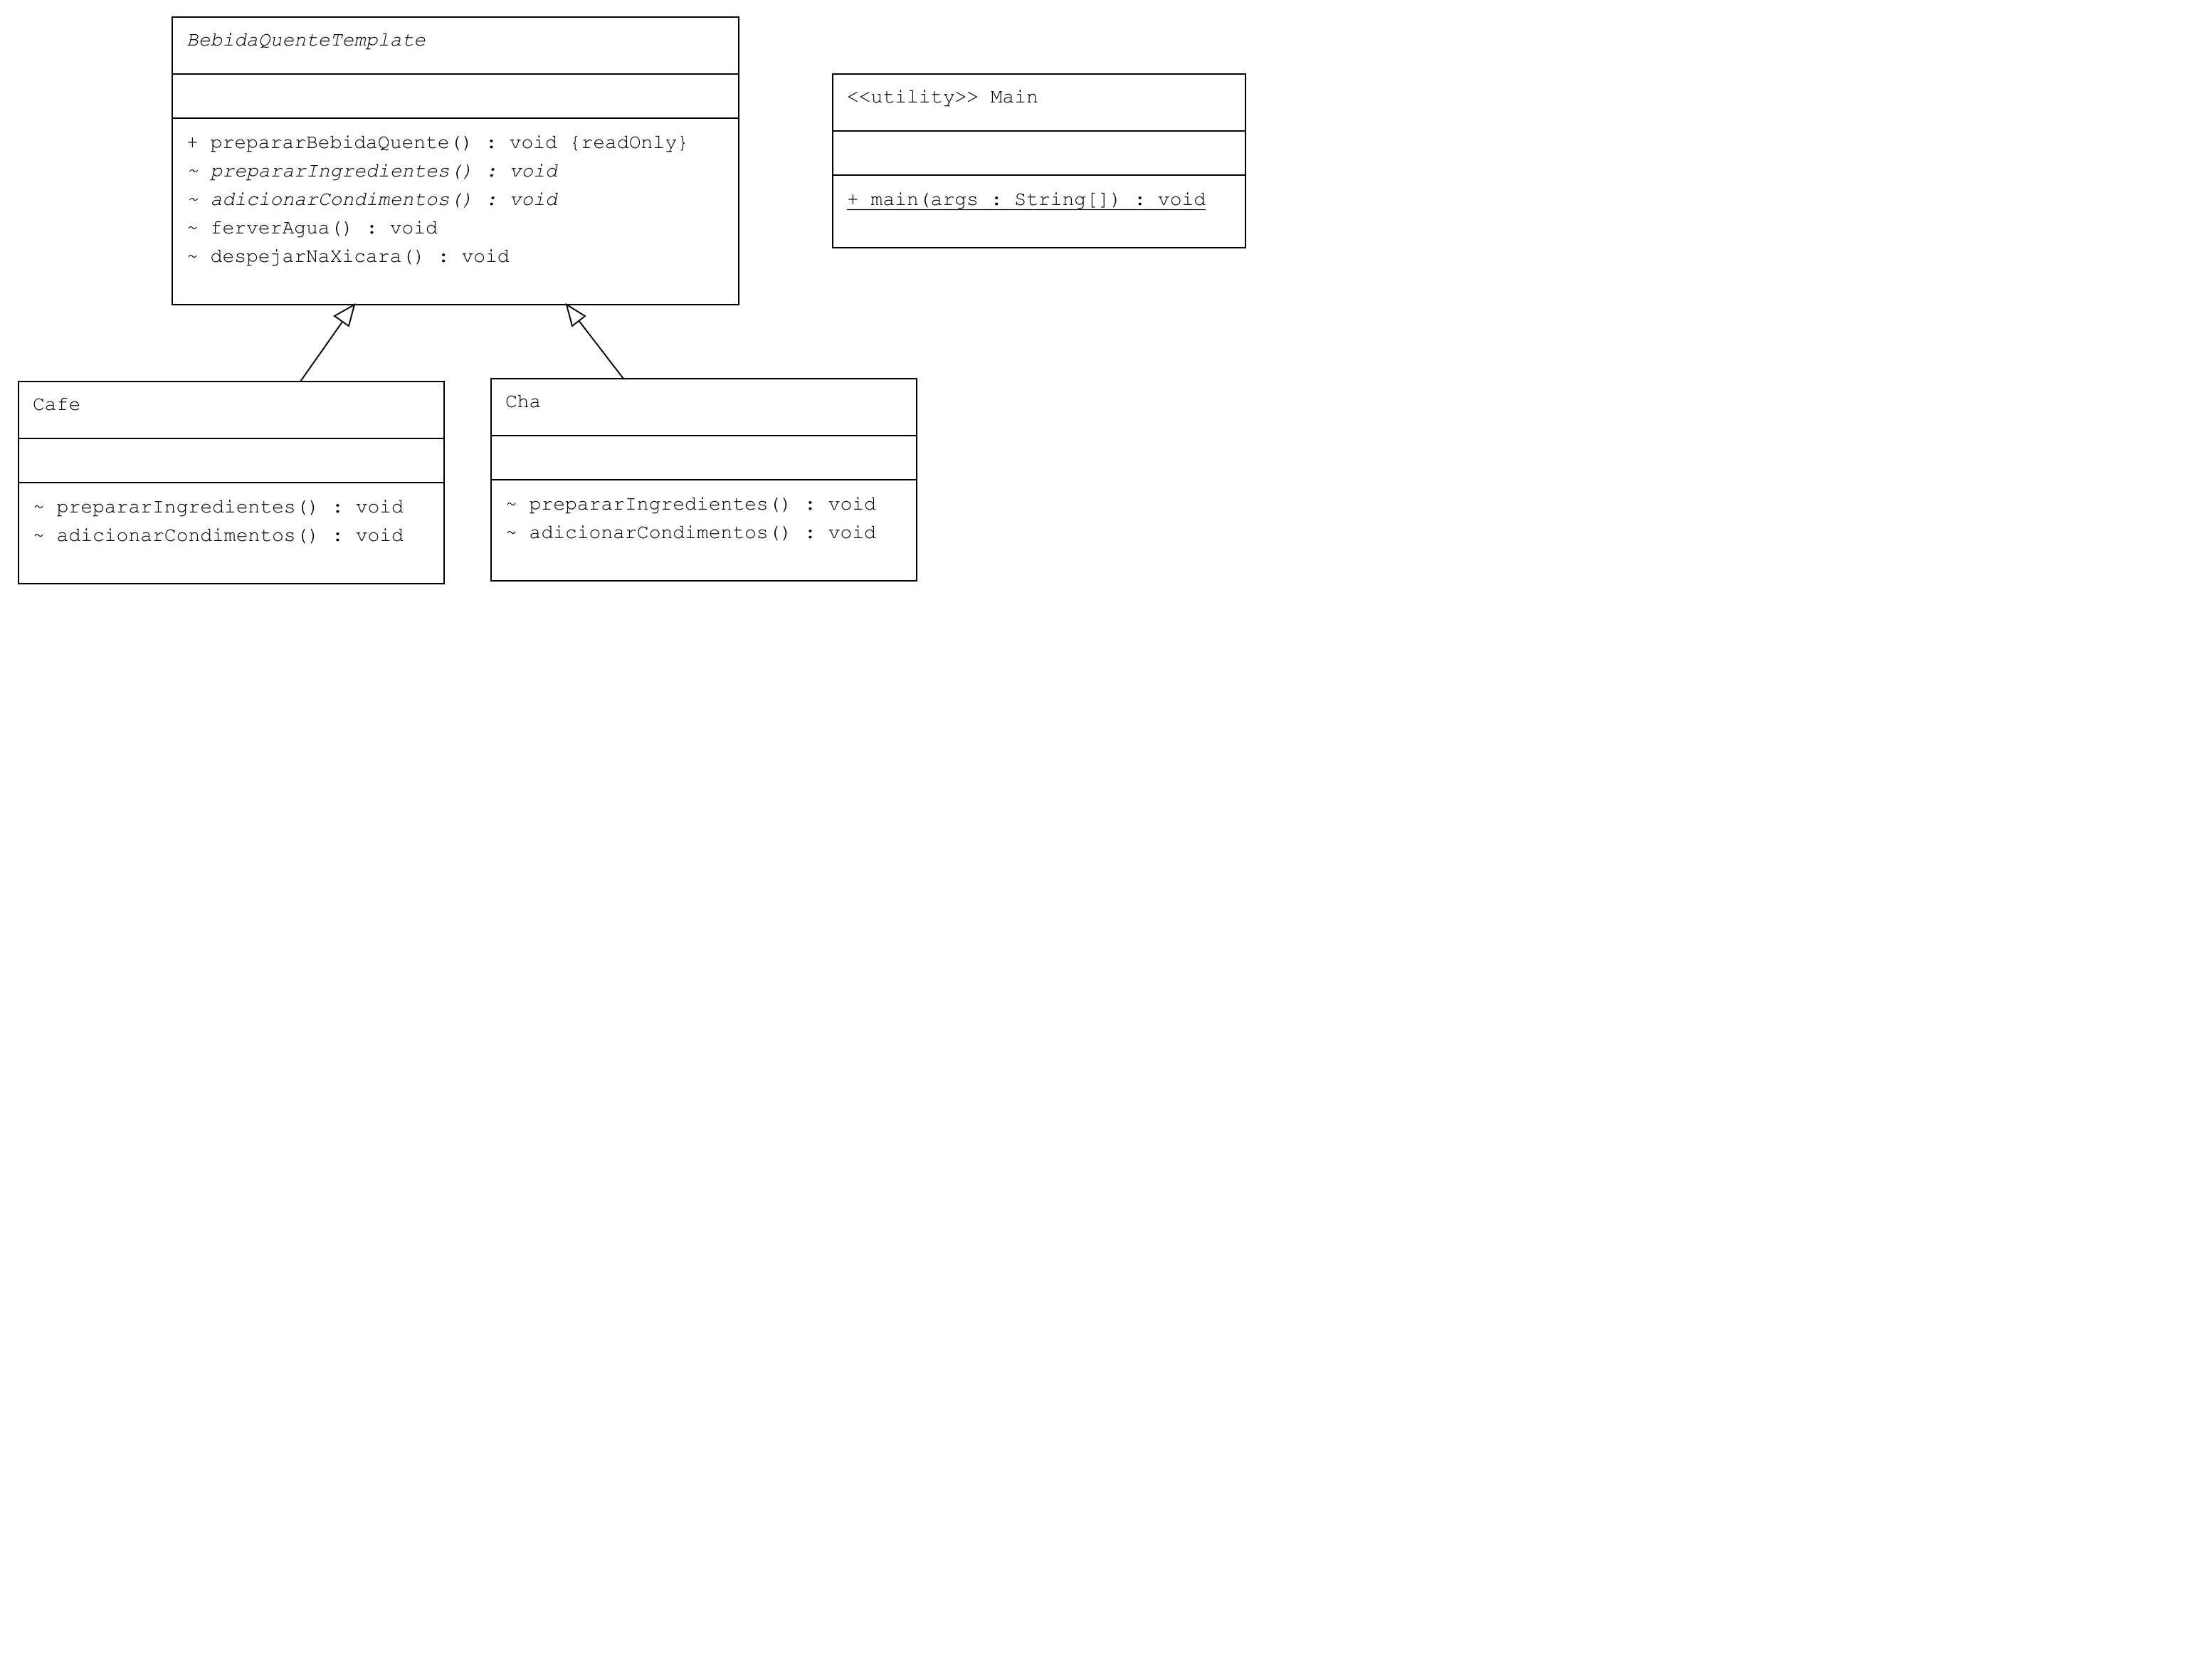 BebidaQuenteTemplate
+ prepararBebidaQuente() : void {readOnly}
~ prepararIngredientes() : void
~ adicionarCondimentos() : void
~ ferverAgua() : void
~ despejarNaXicara() : void
<<utility>> Main
+ main(args : String[]) : void
Cafe
~ prepararIngredientes() : void
~ adicionarCondimentos() : void
Cha
~ prepararIngredientes() : void
~ adicionarCondimentos() : void